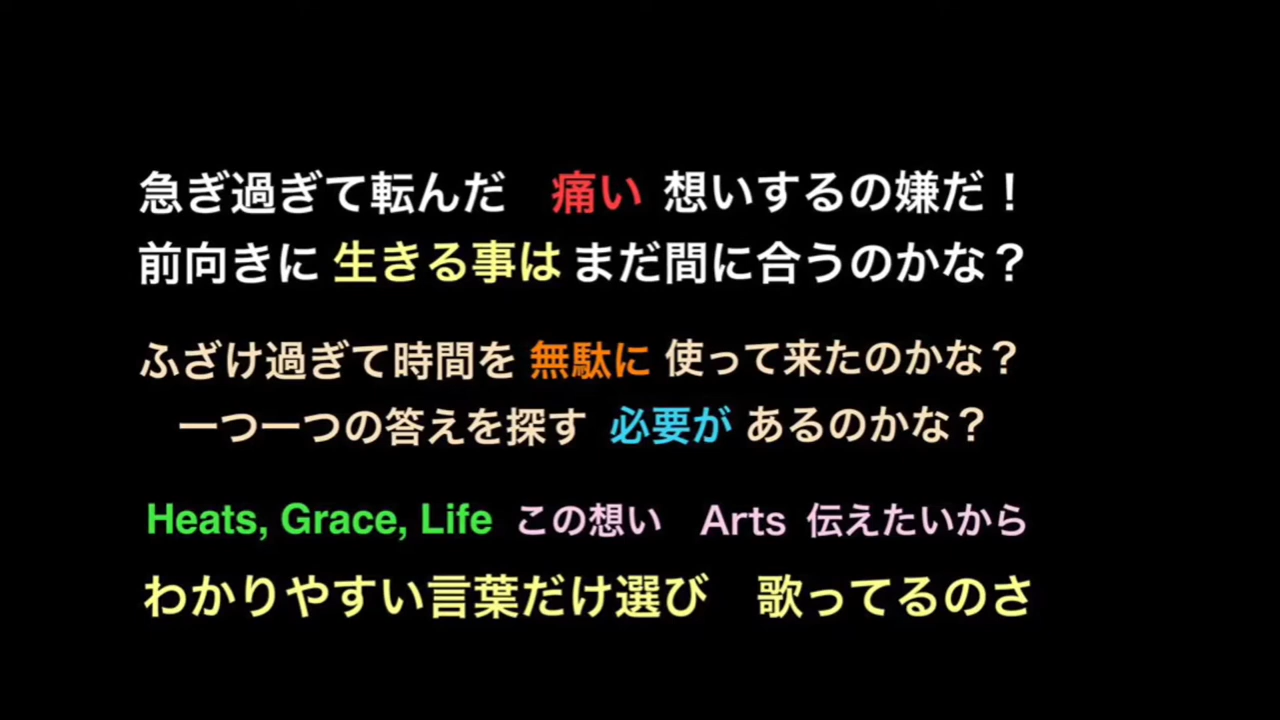 急ぎ過ぎて転んだ　痛い 想いするの嫌だ！
前向きに 生きる事は まだ間に合うのかな？
ふざけ過ぎて時間を 無駄に 使って来たのかな？
一つ一つの答えを探す 必要が あるのかな？
Heats, Grace, Life この想い　Arts 伝えたいから
わかりやすい言葉だけ選び　歌ってるのさ